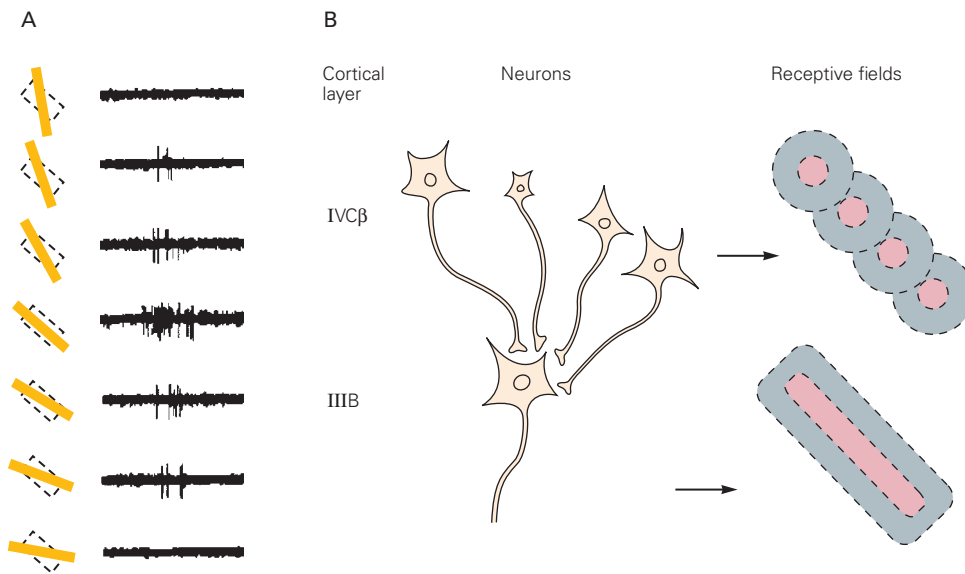 A
B
Cortical
layer
Neurons
Receptive fields
IVCβ
IIIB